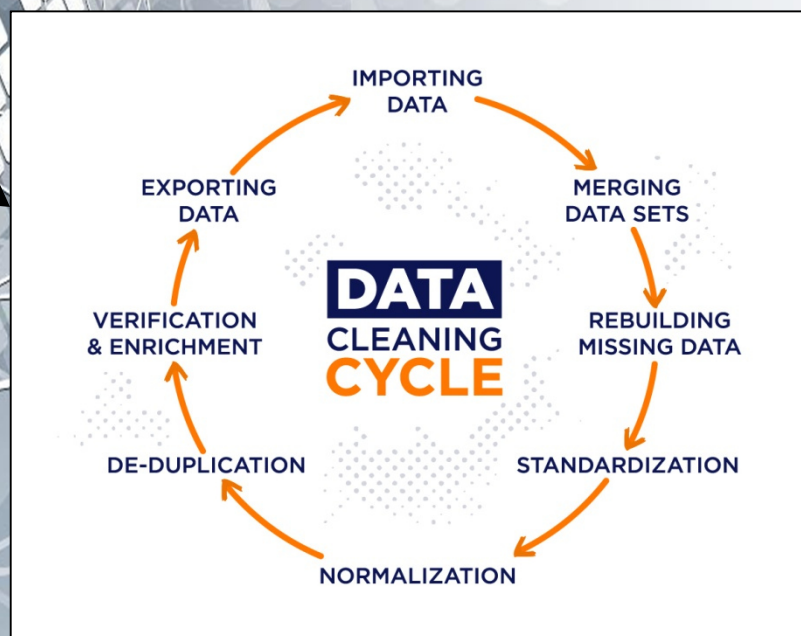 IMPORTING
DATA
MERGING
DATA SETS
REBUILDING
MISSING DATA
STANDARDIZATION
NORMALIZATION
DE-DUPLICATION
VERIFICATION
& ENRICHMENT
EXPORTING
DATA
DATA
CLEANING
CYCLE